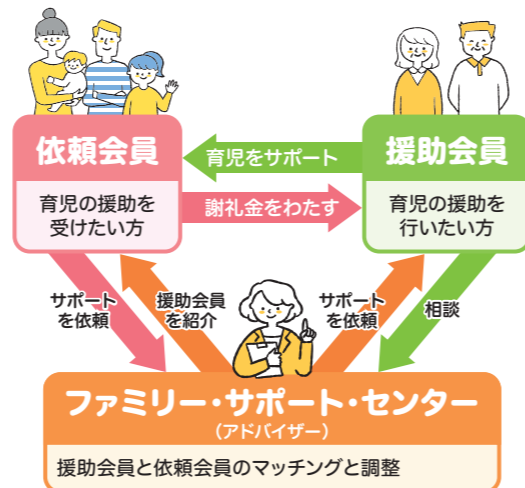 依頼会員
育児の援助を
受けたい方
育児をサポート
謝礼金をわたす
援助会員
育児の援助を
行いたい方
サポート
を依頼
援助会員
を紹介
サポート
を依頼
相談
ファミリー・サポート・センター
（アドバイザー）
援助会員と依頼会員のマッチングと調整